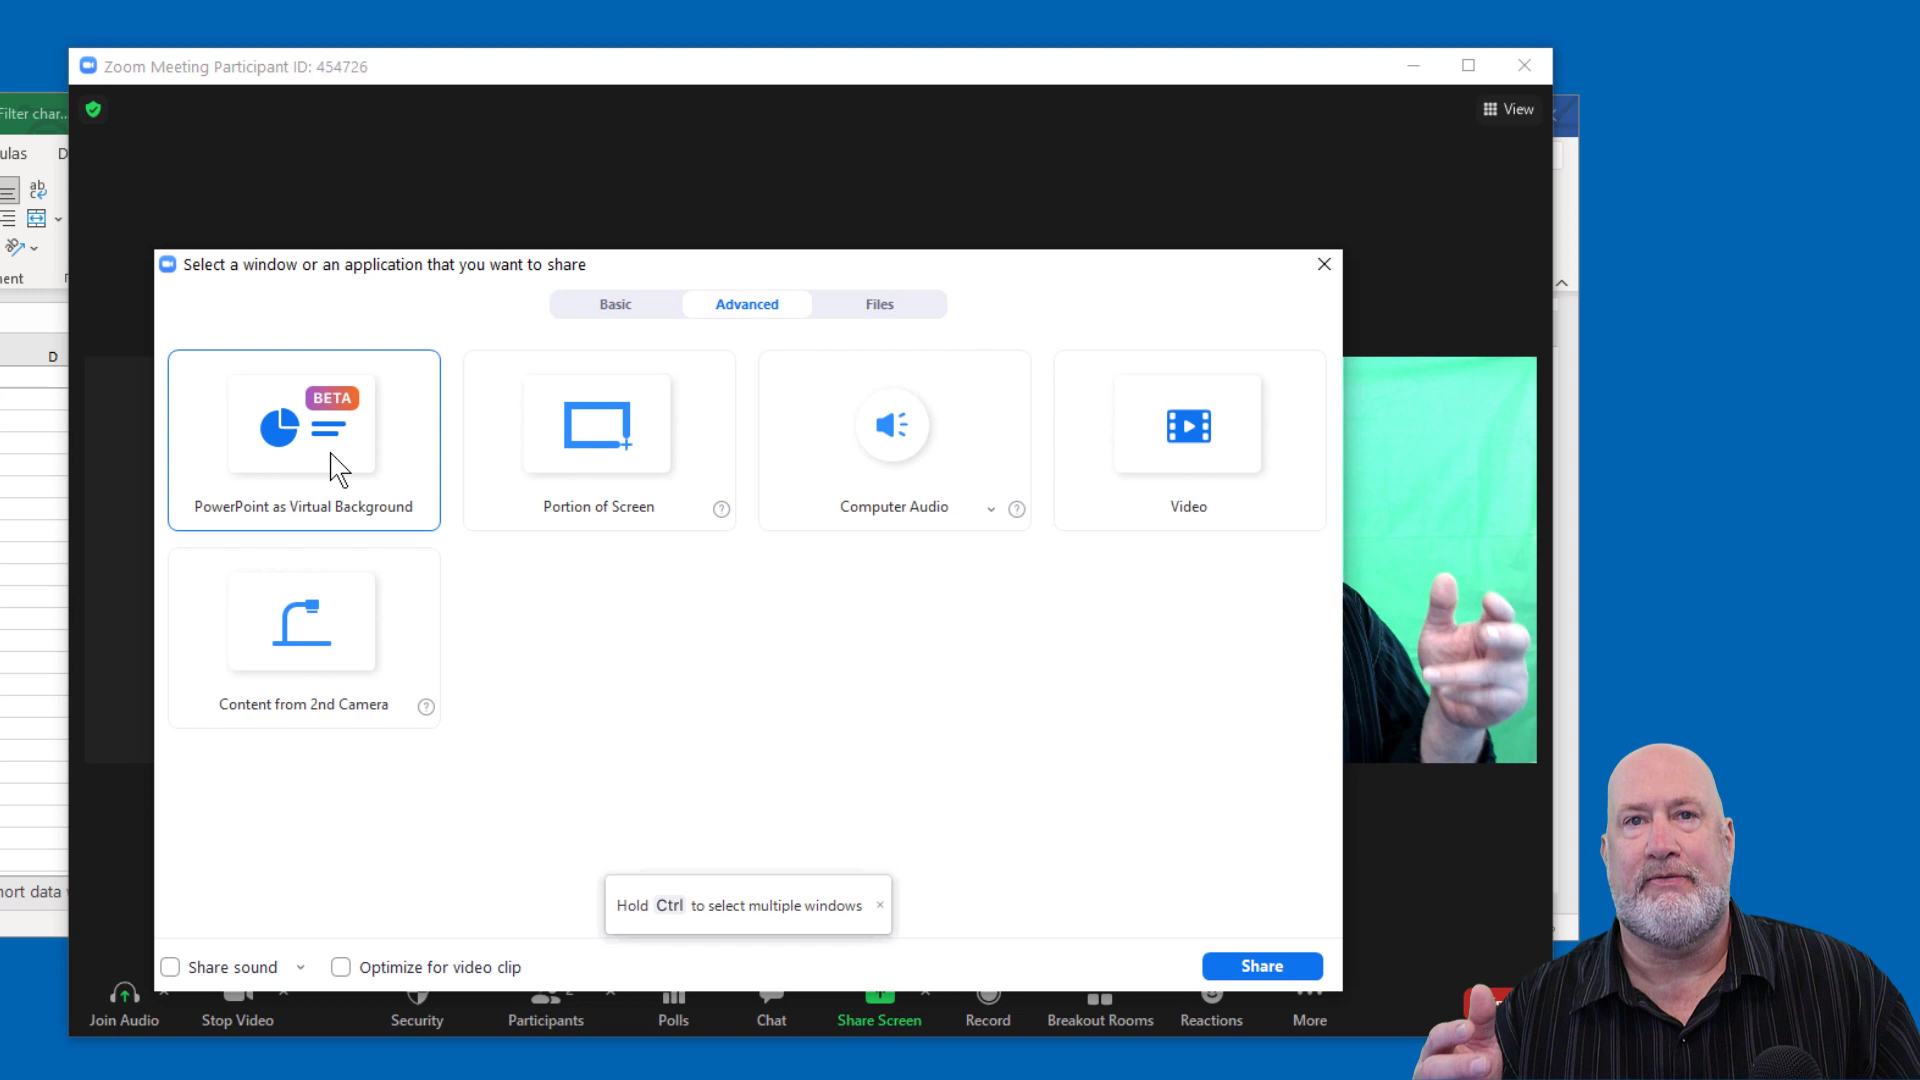 Zoom Meeting Participant ID: 454726
Filter char..
View
ulas
D
ab
c
ment
D
Select a window or an application that you want to share
Basic
Advanced
Files
BETA
PowerPoint as Virtual Background
Portion of Screen
?
Computer Audio
?
Video
Content from 2nd Camera
?
hort data
Hold Ctrl to select multiple windows
Share sound
Optimize for video clip
Share
Join Audio
Stop Video
Security
Participants
Polls
Chat
Share Screen
Record
Breakout Rooms
Reactions
More